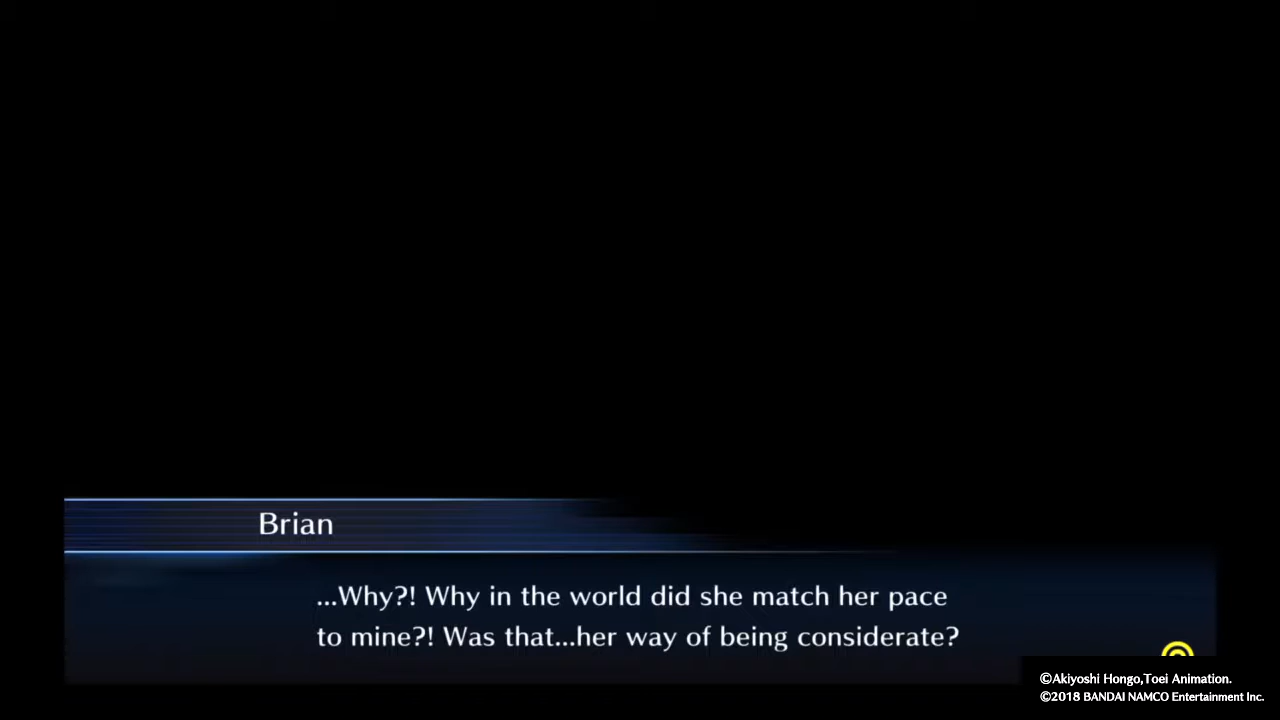 Brian
...Why?! Why in the world did she match her pace
to mine?! Was that...her way of being considerate?
©Akiyoshi Hongo,Toei Animation.
©2018 BANDAI NAMCO Entertainment Inc.